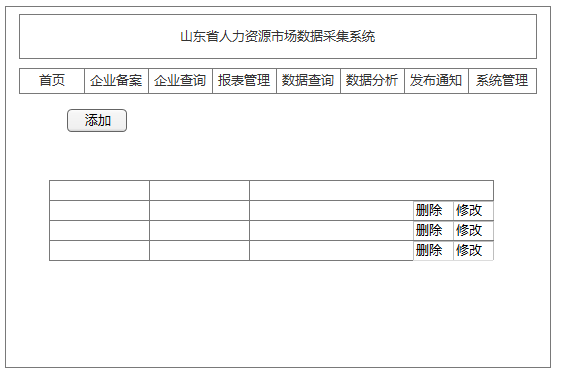 山东省人力资源市场数据采集系统
首页 企业备案 企业查询 报表管理 数据查询 数据分析 发布通知 系统管理
添加
删除 修改
删除 修改
删除 修改